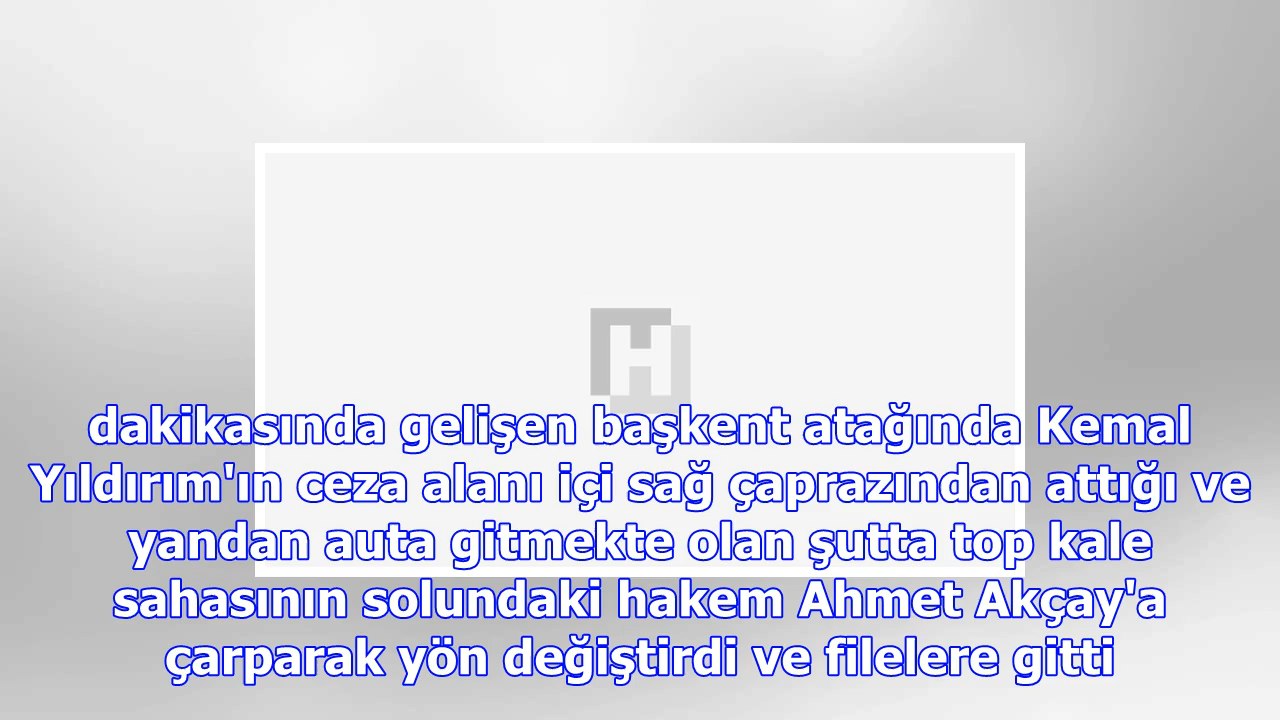 H
dakikasında gelişen başkent atağında Kemal
Yıldırım'ın ceza alanı içi sağ çaprazından attığı ve
yandan auta gitmekte olan şutta top kale
sahasının solundaki hakem Ahmet Akçay'a
çarparak yön değiştirdi ve filelere gitti